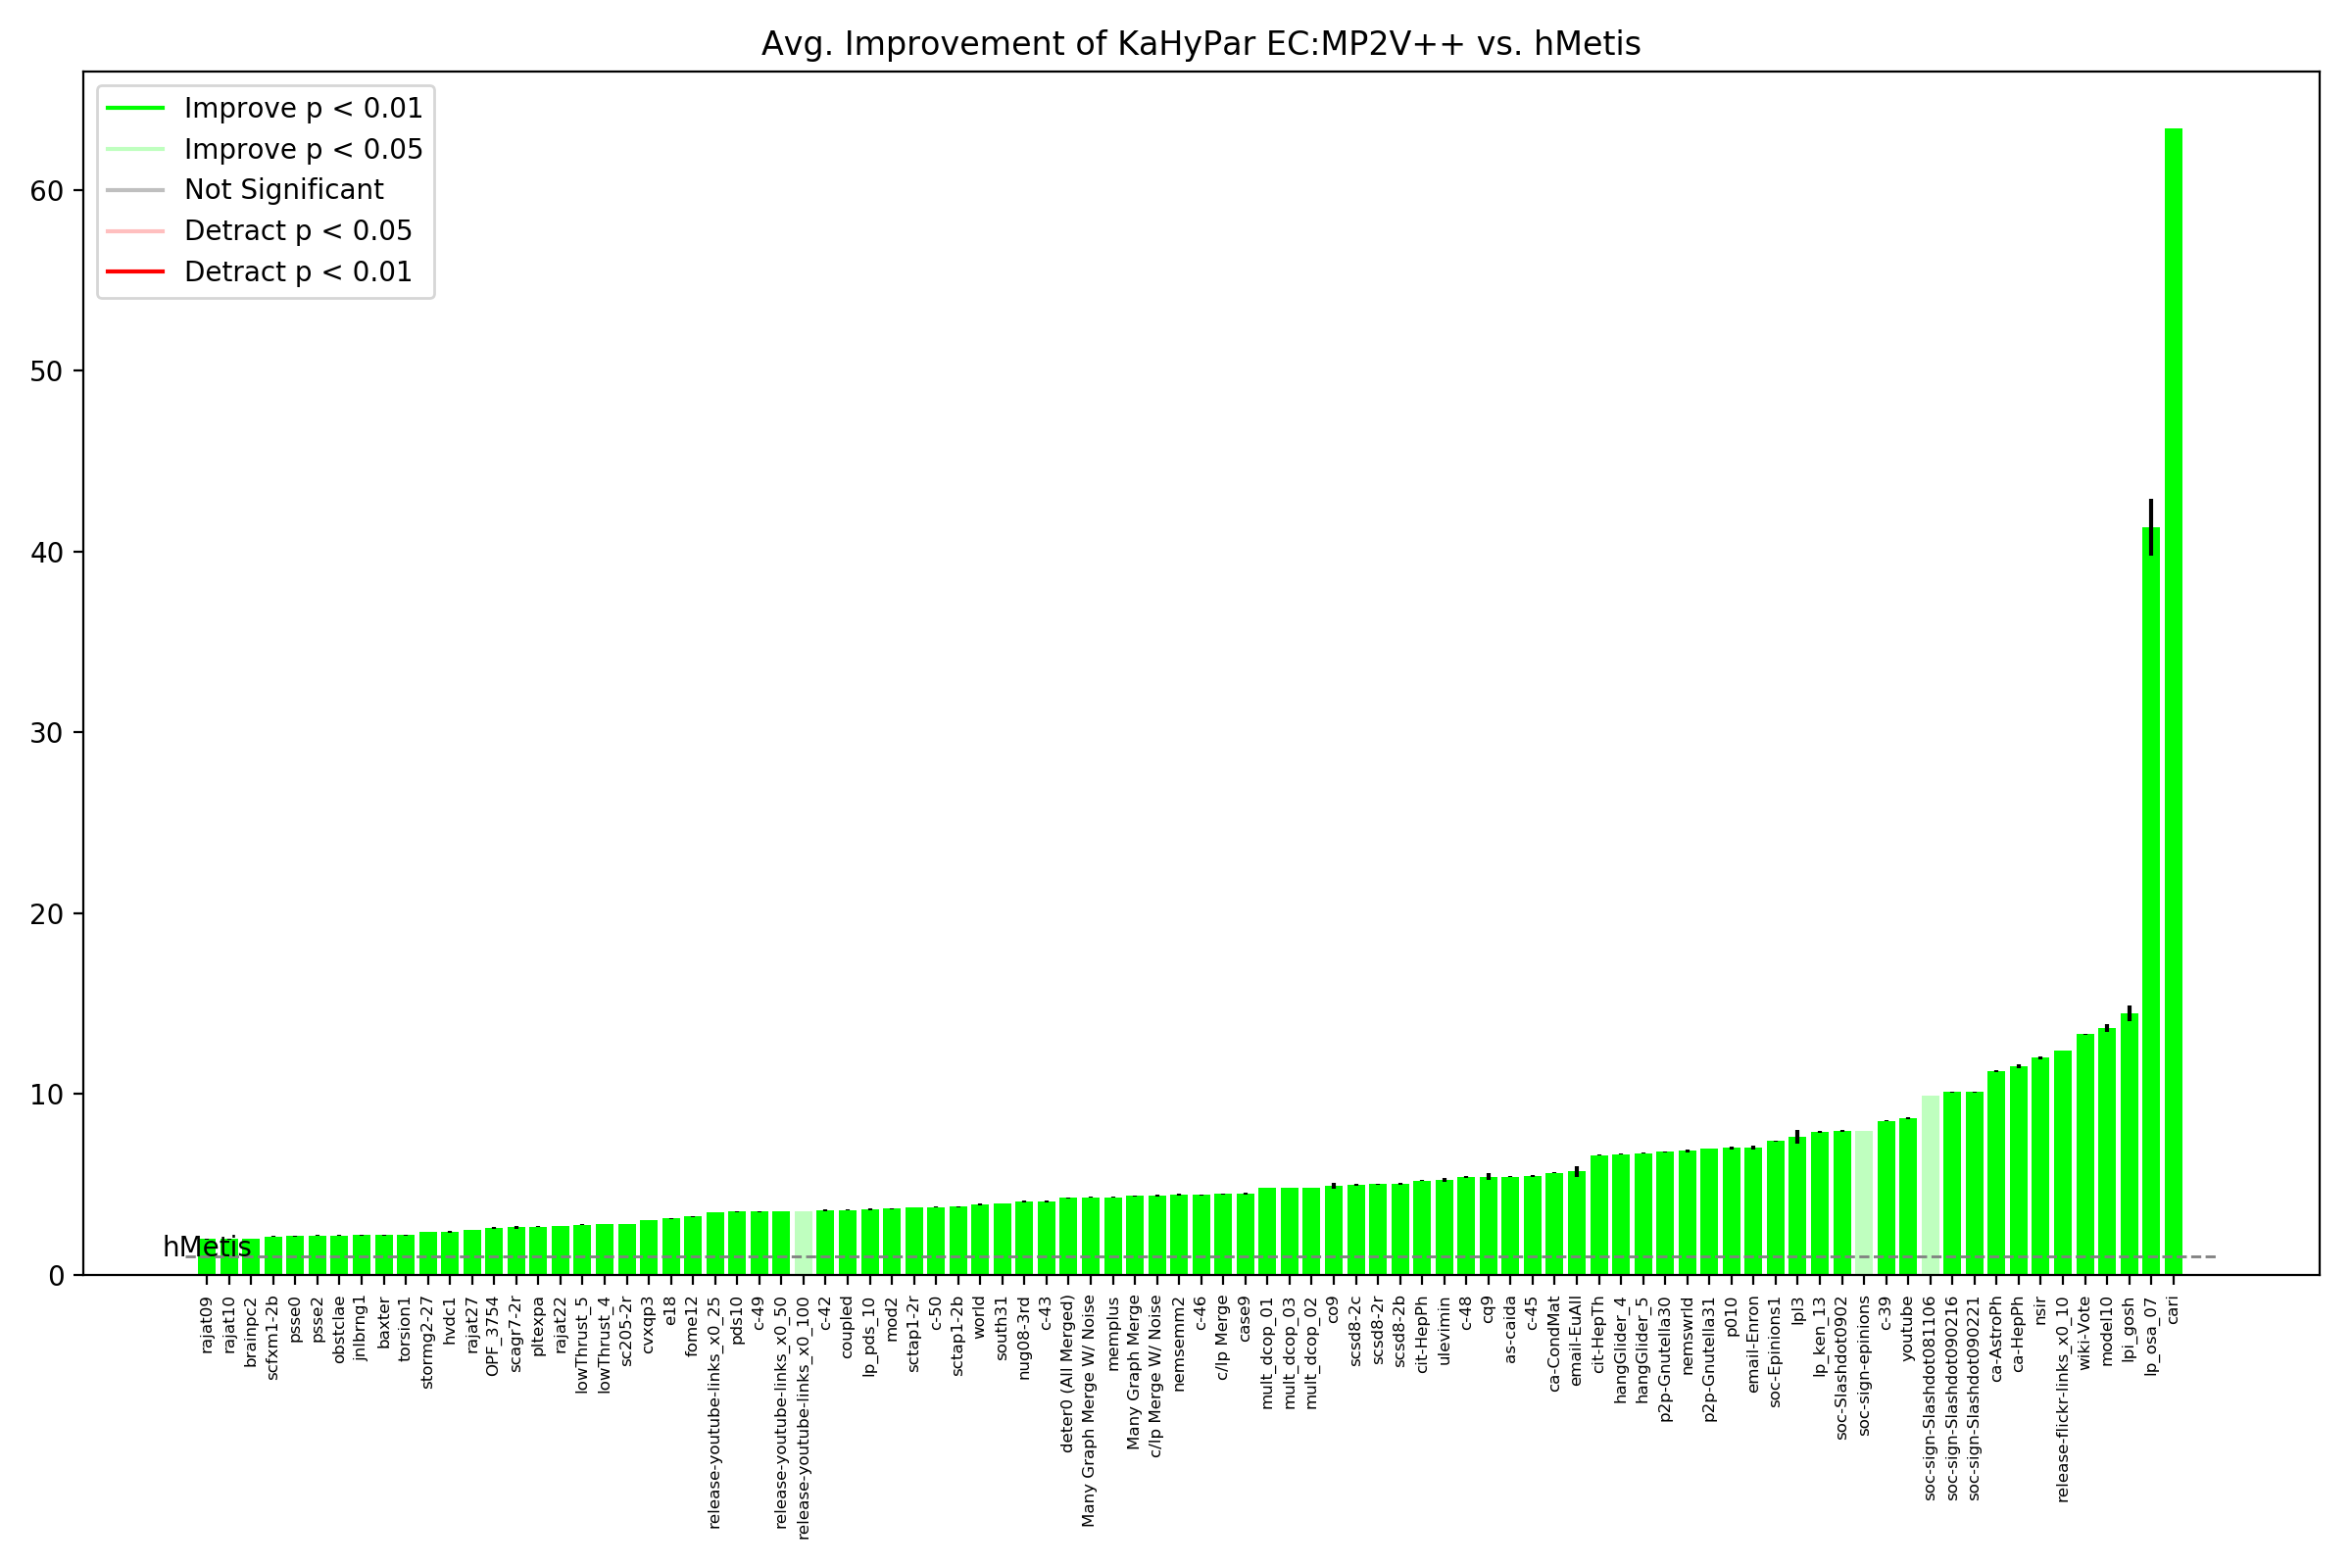 Avg. Improvement of KaHyPar EC:MP2V++ vs. hMetis
Improve p < 0.01
Improve p < 0.05
Not Significant
Detract p < 0.05
Detract p < 0.01
60
50
40
30
20
10
0
hMetis
rajat09
rajat10
brainpc2
scfxm1-2b
psse0
psse2
obstclae
jnlbrng1
baxter
torsion1
stormg2-27
hvdc1
rajat27
OPF_3754
scagr7-2r
pltexpa
rajat22
lowThrust_5
lowThrust_4
sc205-2r
cvxqp3
e18
fome12
release-youtube-links_x0_25
pds10
c-49
release-youtube-links_x0_50
release-youtube-links_x0_100
c-42
coupled
lp_pds_10
mod2
sctap1-2r
c-50
sctap1-2b
world
south31
nug08-3rd
c-43
deter0 (All Merged)
Many Graph Merge W/ Noise
memplus
Many Graph Merge
c/lp Merge W/ Noise
nemsemm2
c-46
c/lp Merge
case9
mult_dcop_01
mult_dcop_03
mult_dcop_02
co9
scsd8-2c
scsd8-2r
scsd8-2b
cit-HepPh
ulevimin
c-48
cq9
as-caida
c-45
ca-CondMat
email-EuAll
cit-HepTh
hangGlider_4
hangGlider_5
p2p-Gnutella30
nemswrld
p2p-Gnutella31
p010
email-Enron
soc-Epinions1
lpl3
lp_ken_13
soc-Slashdot0902
soc-sign-epinions
c-39
youtube
soc-sign-Slashdot081106
soc-sign-Slashdot090216
soc-sign-Slashdot090221
ca-AstroPh
ca-HepPh
nsir
release-flickr-links_x0_10
wiki-Vote
model10
lpi_gosh
lp_osa_07
cari